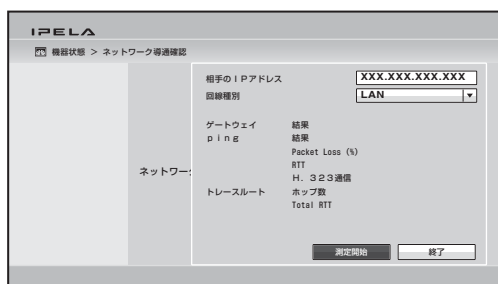 IPELA
機器状態 > ネットワーク導通確認
相手のIPアドレス XXX.XXX.XXX.XXX
回線種別 LAN
ゲートウェイ 結果
ping 結果
Packet Loss (%)
RTT
ネットワー
H. 323通信
トレースルート ホップ数
Total RTT
測定開始 終了